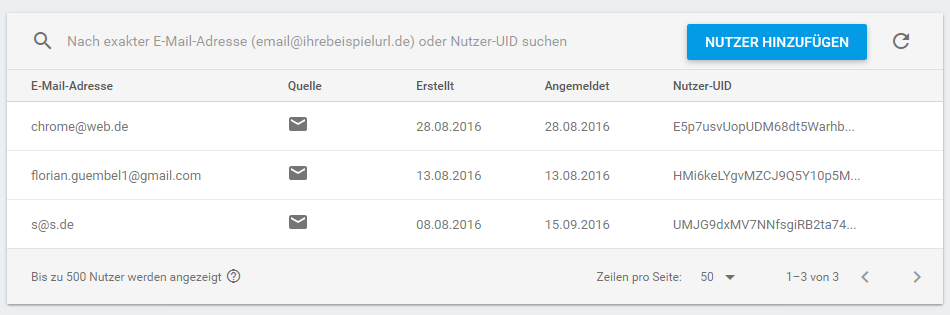 Nach exakter E-Mail-Adresse (email@ihrebeispielurl.de) oder Nutzer-UID suchen NUTZER HINZUFÜGEN
E-Mail-Adresse Quelle Erstellt Angemeldet Nutzer-UID
chrome@web.de 28.08.2016 28.08.2016 E5p7usvUopUDM68dt5Warhb...
florian.guembel1@gmail.com 13.08.2016 13.08.2016 HMi6keLYgvMZCJ9Q5Y10p5M...
s@s.de 08.08.2016 15.09.2016 UMJG9dxMV7NNfsgiRB2ta74...
Bis zu 500 Nutzer werden angezeigt Zeilen pro Seite: 50 1–3 von 3